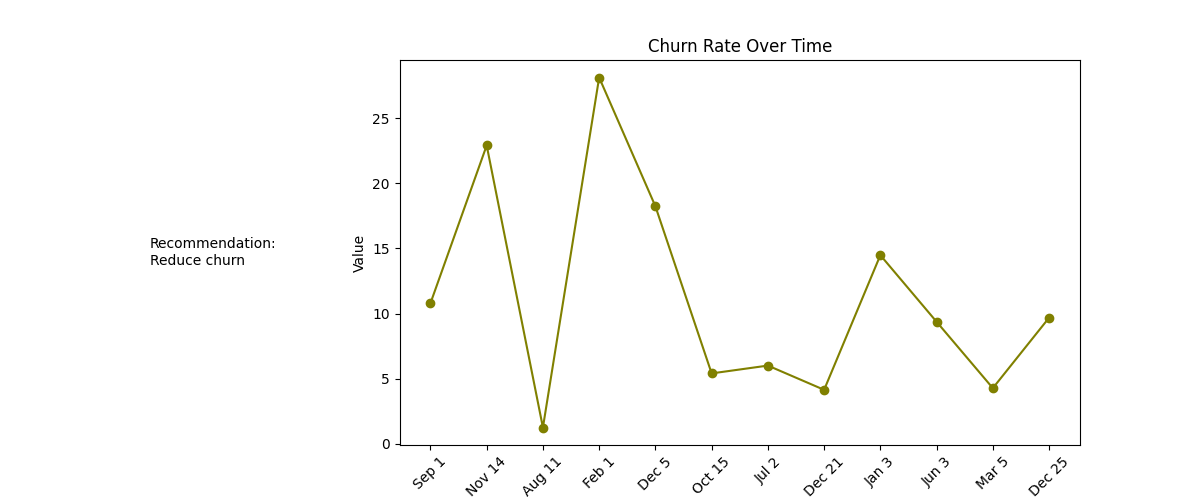 Churn Rate Over Time
Recommendation:
Reduce churn
Value
25
20
15
10
5
0
Sep 1
Nov 14
Aug 11
Feb 1
Dec 5
Oct 15
Jul 2
Dec 21
Jan 3
Jun 3
Mar 5
Dec 25